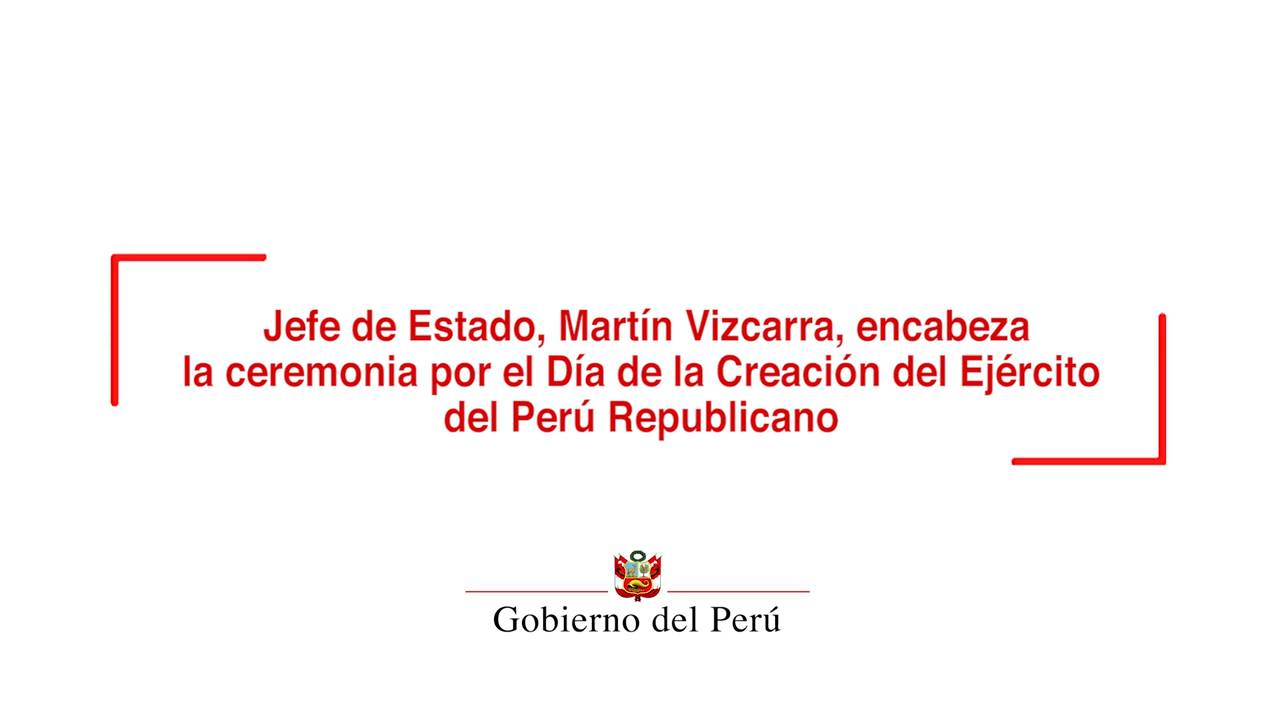 Jefe de Estado, Martín Vizcarra, encabeza
la ceremonia por el Día de la Creación del Ejército
del Perú Republicano
Gobierno del Perú